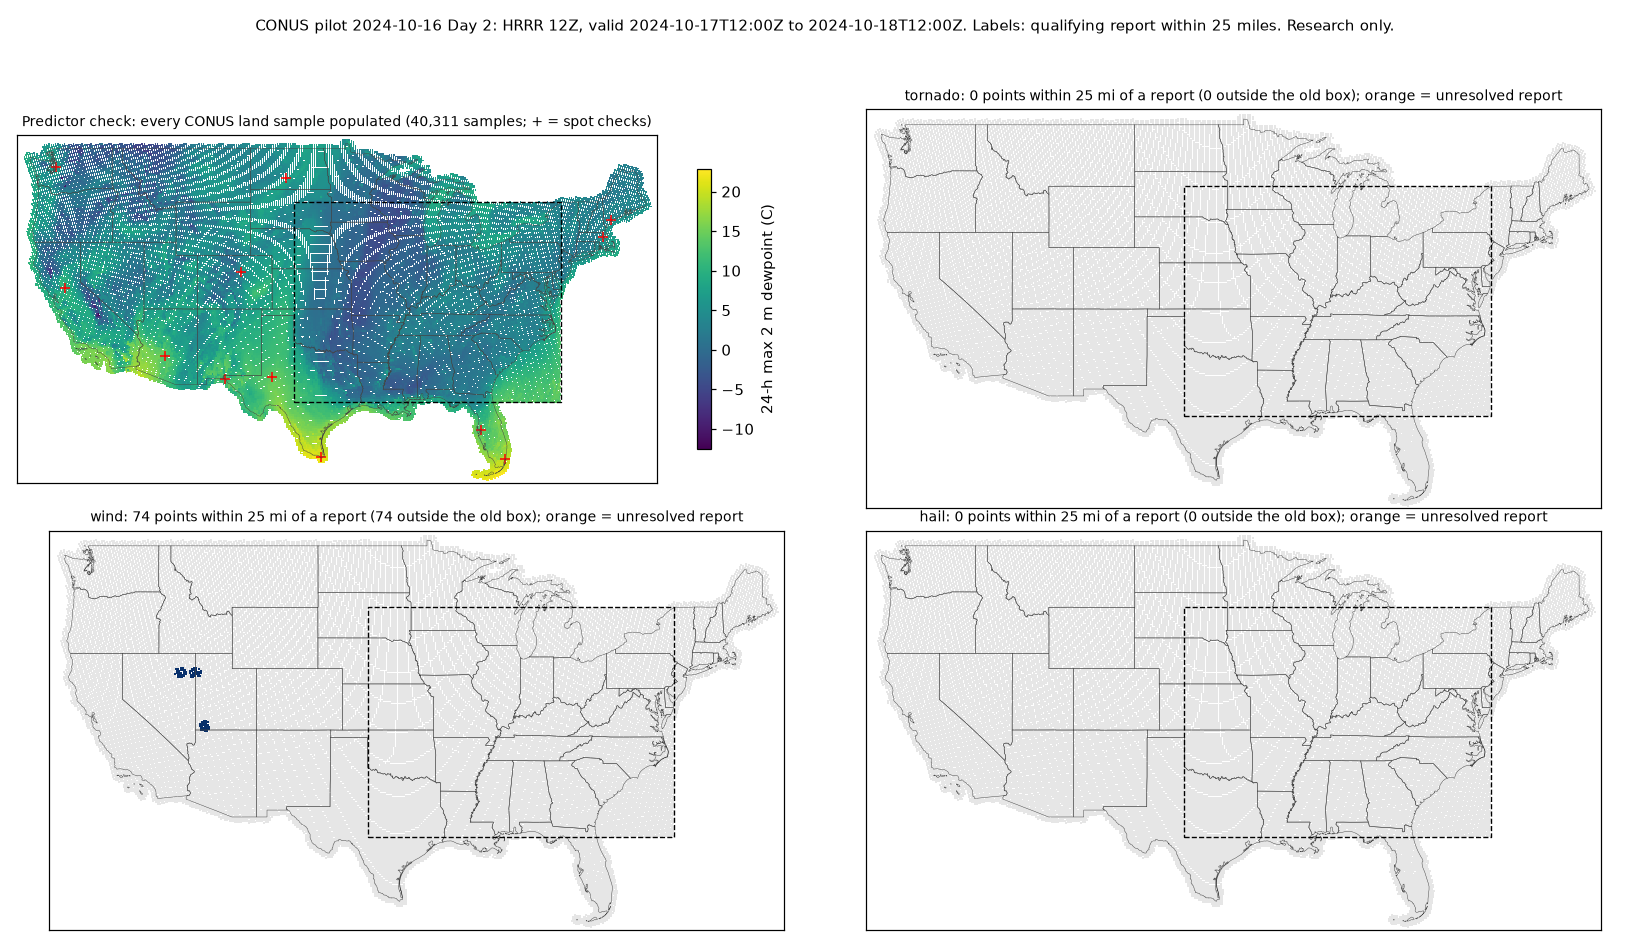 CONUS pilot 2024-10-16 Day 2: HRRR 12Z, valid 2024-10-17T12:00Z to 2024-10-18T12:00Z. Labels: qualifying report within 25 miles. Research only.
Predictor check: every CONUS land sample populated (40,311 samples; + = spot checks)
20
15
10
5
0
−5
−10
24-h max 2 m dewpoint (C)
tornado: 0 points within 25 mi of a report (0 outside the old box); orange = unresolved report
wind: 74 points within 25 mi of a report (74 outside the old box); orange = unresolved report
hail: 0 points within 25 mi of a report (0 outside the old box); orange = unresolved report